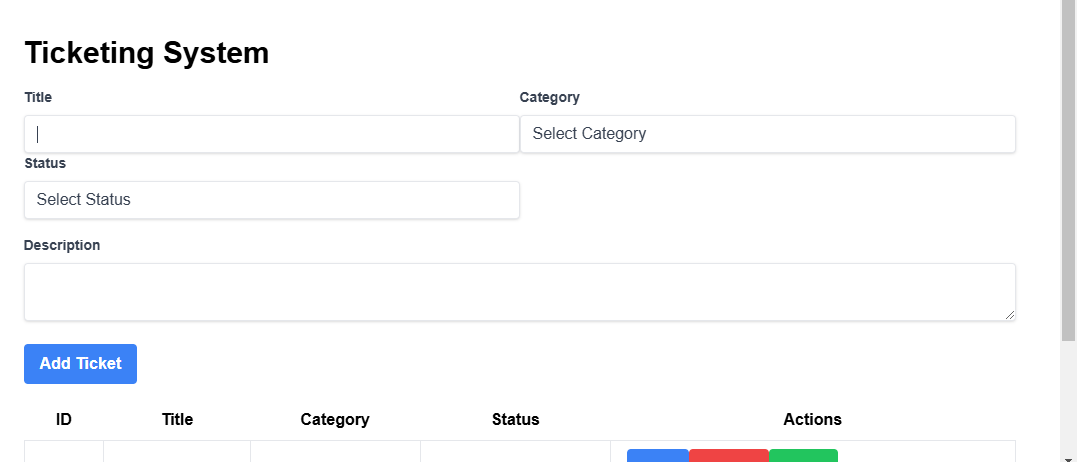 Ticketing System
Title Category
Select Category
Status
Select Status
Description
Add Ticket
ID Title Category Status Actions